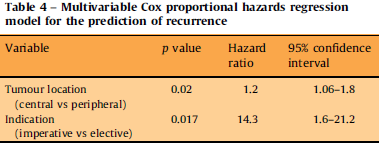 Table 4 – Multivariable Cox proportional hazards regression
model for the prediction of recurrence
Variable p value Hazard 95% confidence
ratio interval
Tumour location 0.02 1.2 1.06–1.8
(central vs peripheral)
Indication 0.017 14.3 1.6–21.2
(imperative vs elective)